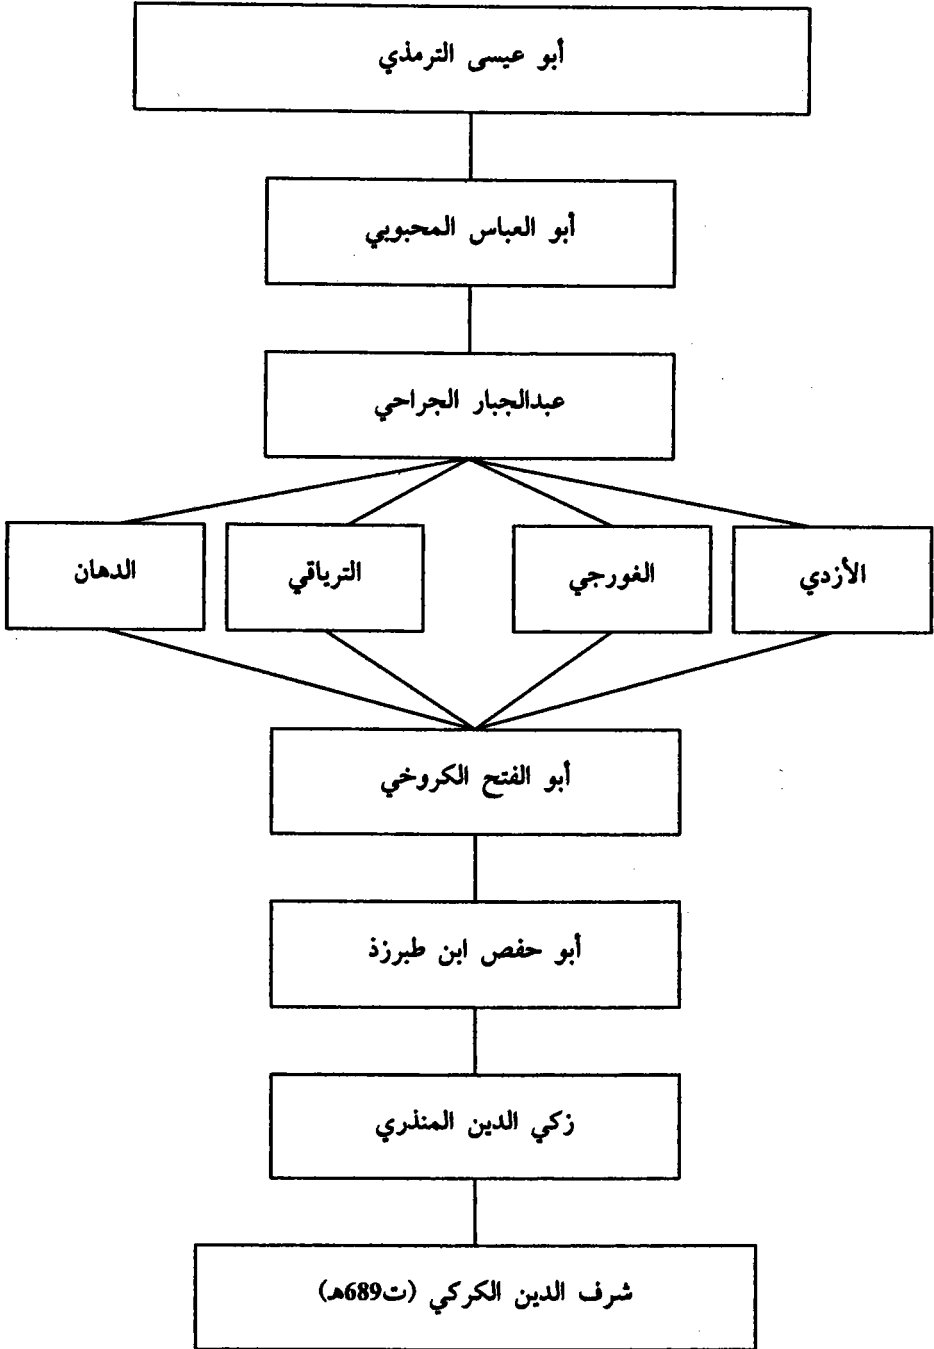 أبو عيسى الترمذي
أبو العباس المحبوبي
عبدالجبار الجراحي
الأزدي
الغورجي
الترياقي
الدهان
أبو الفتح الكروخي
أبو حفص ابن طبرزذ
زكي الدين المنذري
شرف الدين الكركي (ت689هـ)